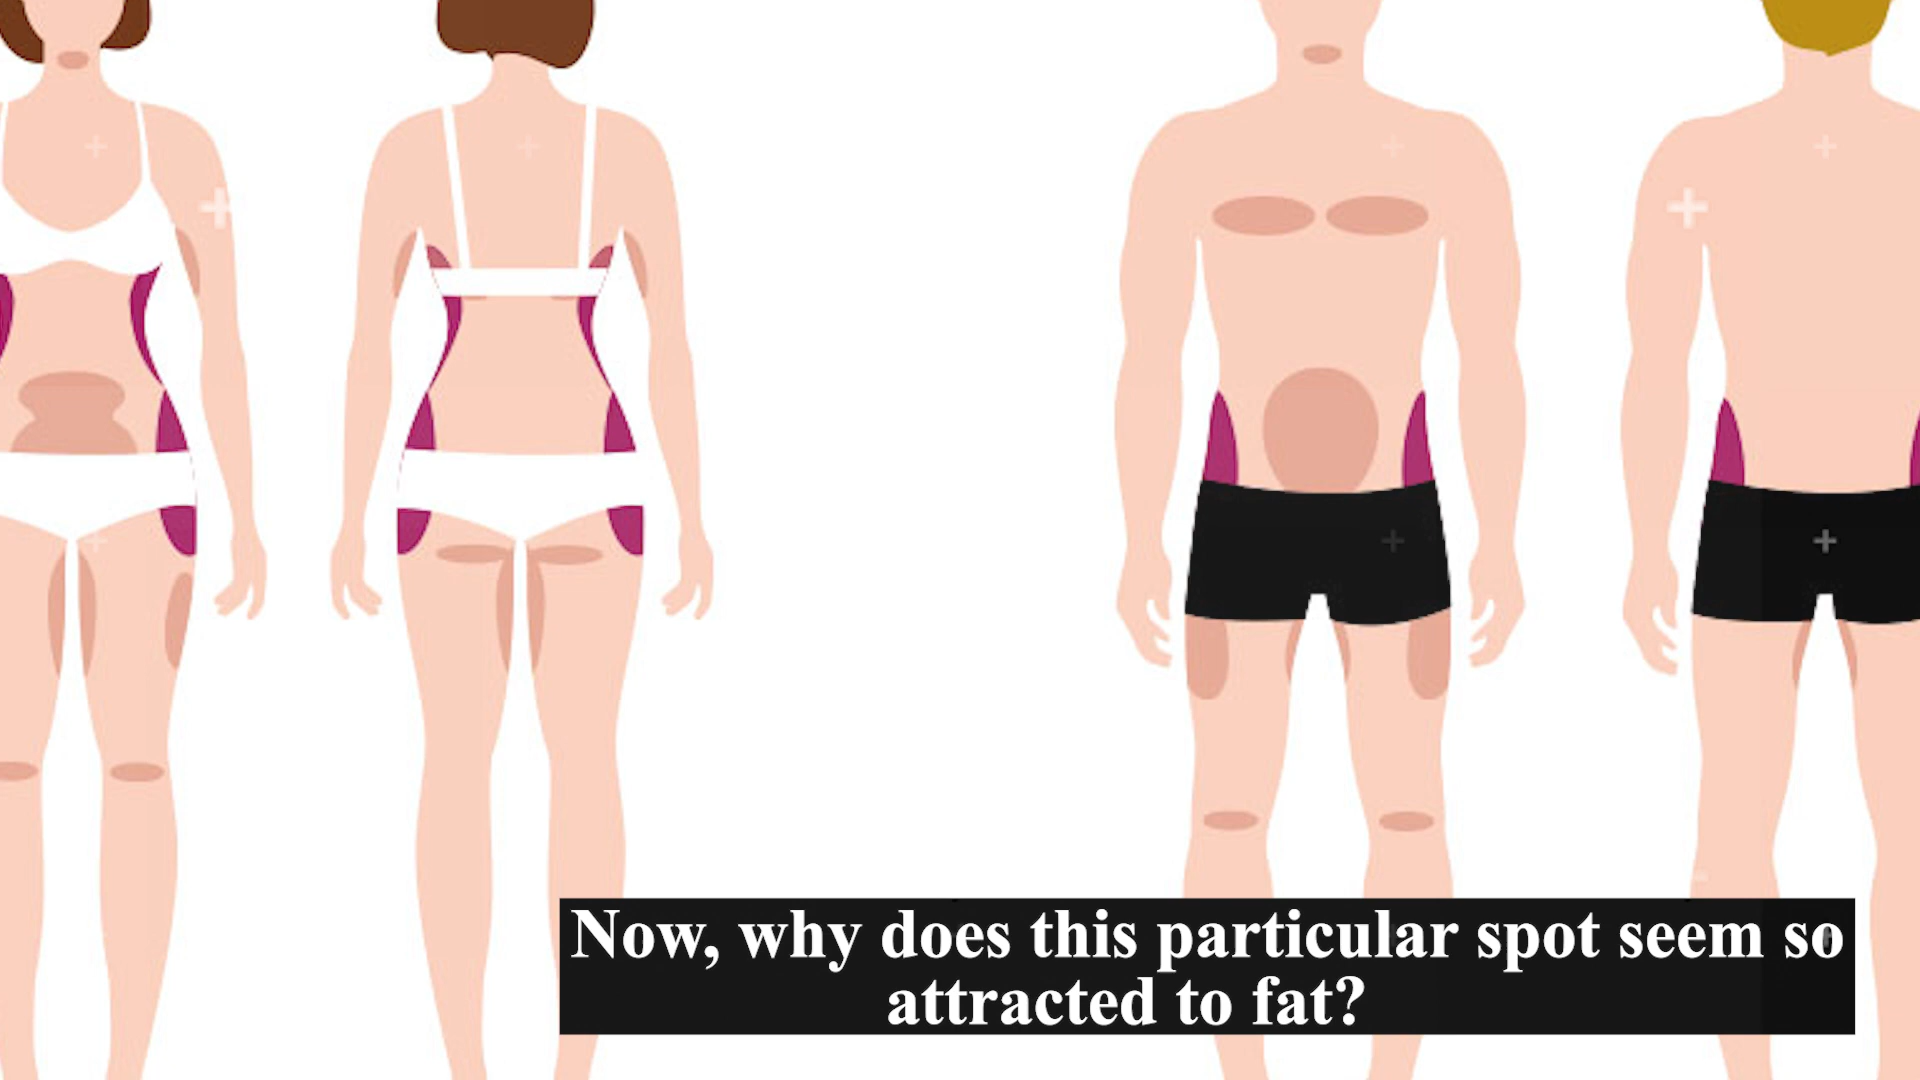 Now, why does this particular spot seem so
attracted to fat?